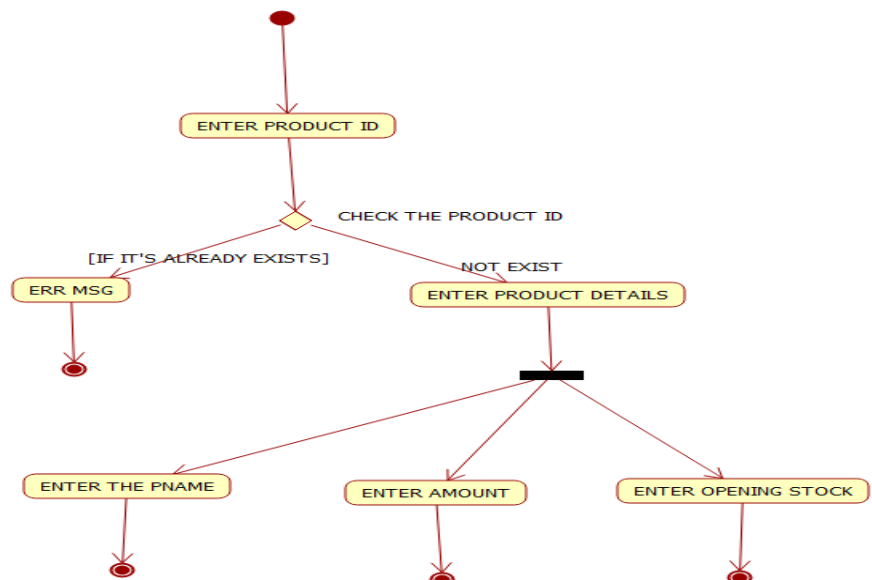 ENTER PRODUCT ID
CHECK THE PRODUCT ID
[IF IT'S ALREADY EXISTS]
NOT EXIST
ERR MSG
ENTER PRODUCT DETAILS
ENTER THE PNAME
ENTER AMOUNT
ENTER OPENING STOCK